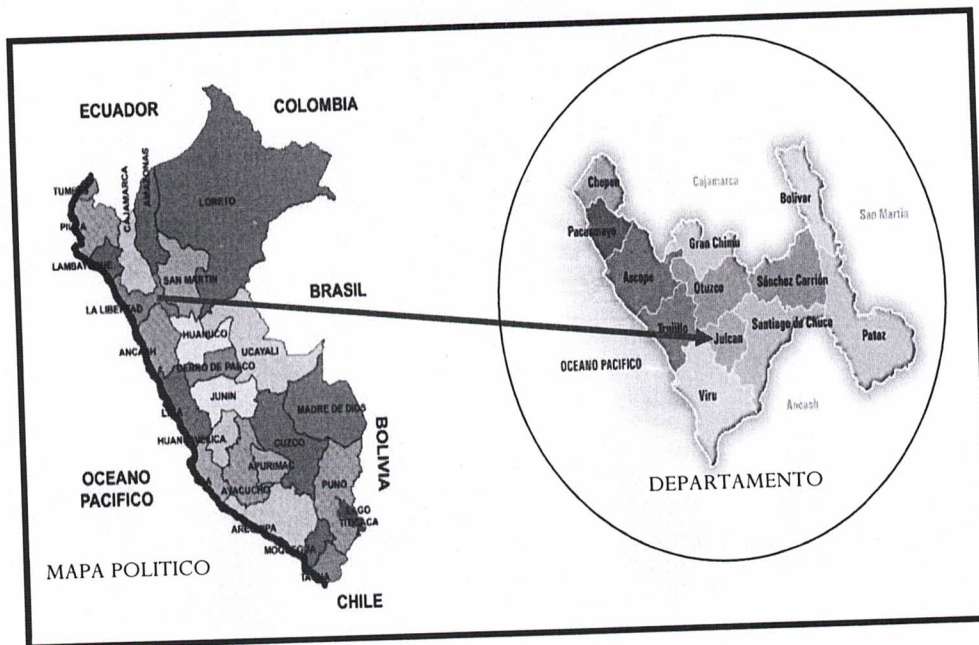 ECUADOR
COLOMBIA
TUMBES
PIURA
CAJAMARCA
AMAZONAS
LORETO
LAMBAYEQUE
SAN MARTIN
LA LIBERTAD
BRASIL
HUANUCO
ANCASH
UCAYALI
CERRO DE PASCO
JUNIN
LIMA
MADRE DE DIOS
HUANCAVELICA
CUZCO
BOLIVIA
OCEANO
PACIFICO
APURIMAC
AYACUCHO
PUNO
LAGO
TITICACA
AREQUIPA
MOQUEGUA
TACNA
MAPA POLITICO
CHILE
Chepen
Cajamarca
Bolivar
San Martin
Pacasmayo
Gran Chimú
Ascope
Otuzco
Sánchez Carrión
Trujillo
Julcan
Santiago de Chuco
Pataz
OCEANO PACIFICO
Viru
Ancash
DEPARTAMENTO